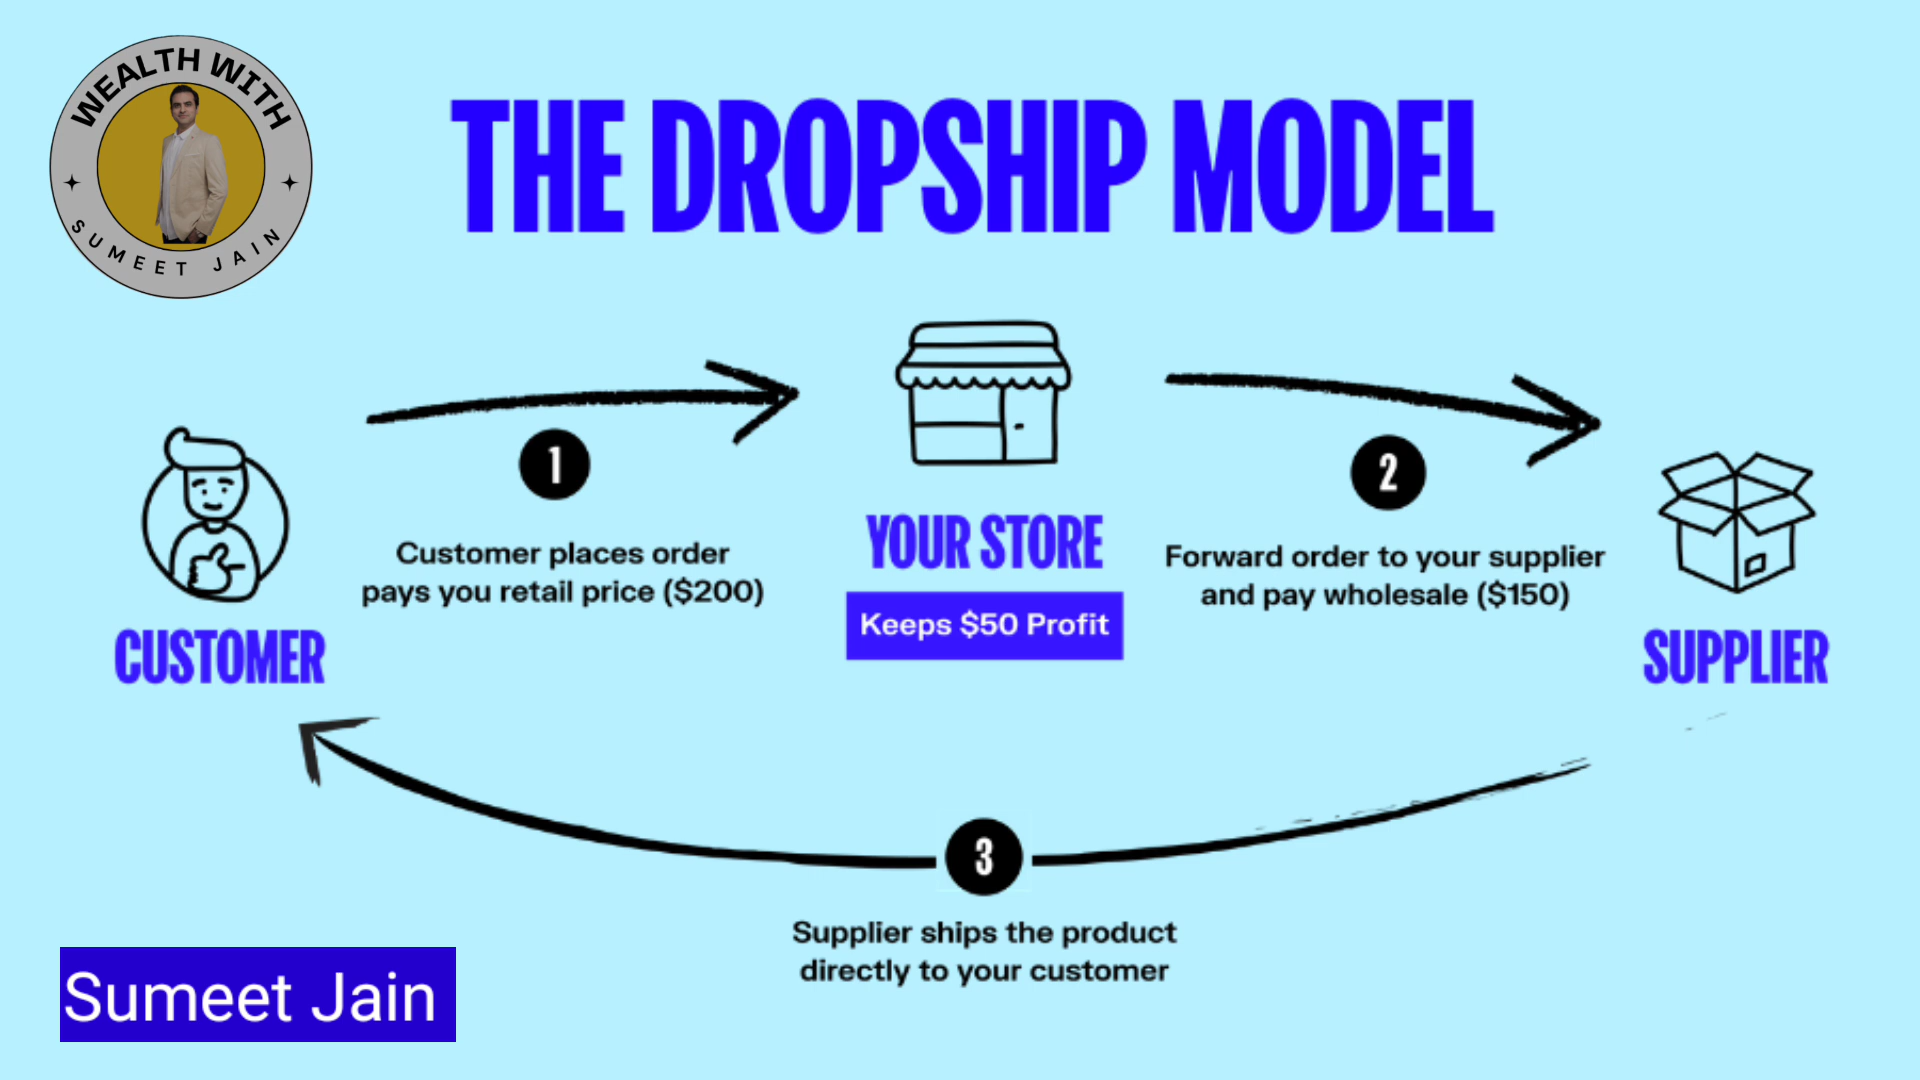 WEALTH WITH
SUMEET JAIN
THE DROPSHIP MODEL
1
Customer places order
pays you retail price ($200)
YOUR STORE
Keeps $50 Profit
2
Forward order to your supplier
and pay wholesale ($150)
CUSTOMER
SUPPLIER
3
Supplier ships the product
directly to your customer
Sumeet Jain